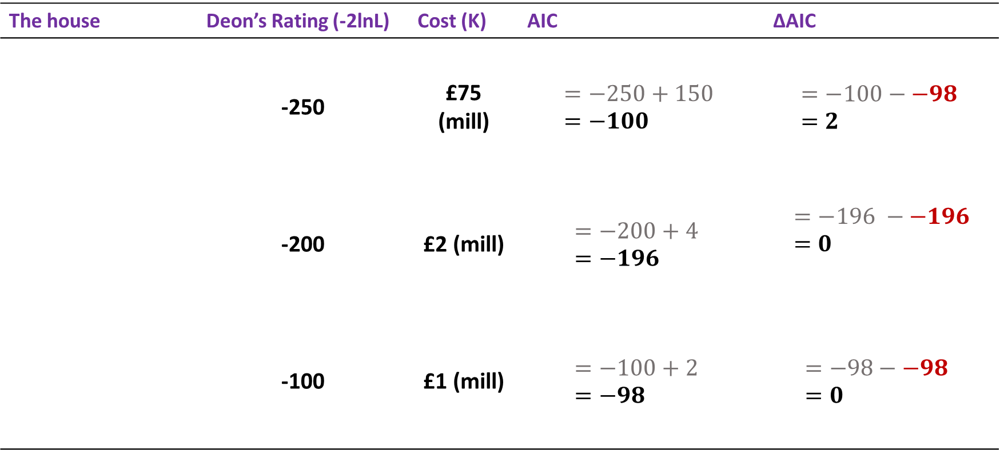 The house Deon’s Rating (-2lnL) Cost (K) AIC ΔAIC
-250 £75 (mill) = −250 + 150 = −100 − −98
= −100 = 2
-200 £2 (mill) = −200 + 4 = −196 − −196
= −196 = 0
-100 £1 (mill) = −100 + 2 = −98 − −98
= −98 = 0